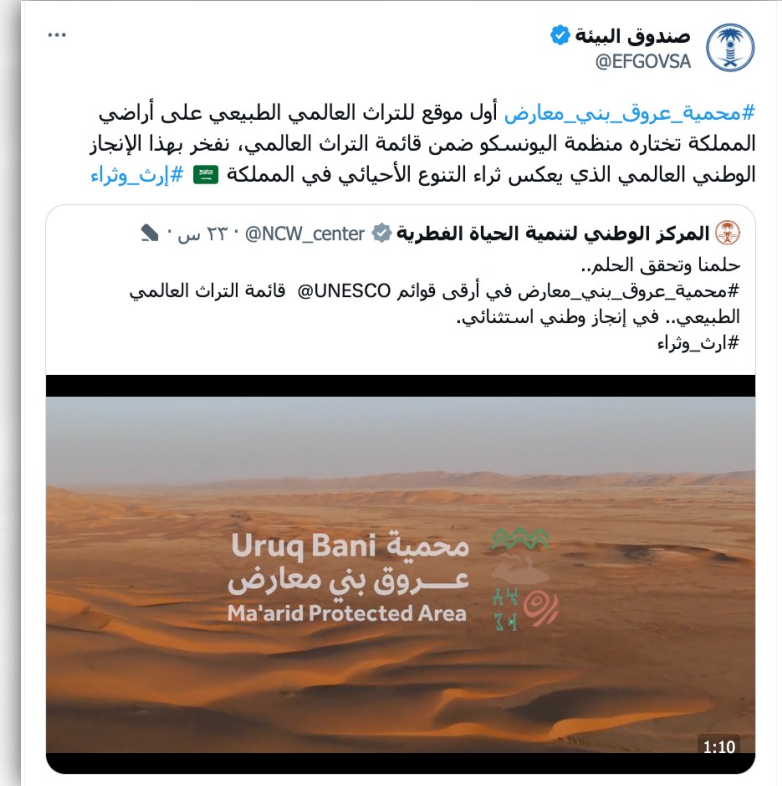 صندوق البيئة
@EFGOVSA
#محمية_عروق_بني_معارض أول موقع للتراث العالمي الطبيعي على أراضي
المملكة تختاره منظمة اليونسكو ضمن قائمة التراث العالمي، نفخر بهذا الإنجاز
الوطني العالمي الذي يعكس ثراء التنوع الأحيائي في المملكة 🇸🇦 #إرث_وثراء
المركز الوطني لتنمية الحياة الفطرية @NCW_center · ٢٣ س ·
حلمنا وتحقق الحلم..
#محمية_عروق_بني_معارض في أرقى قوائم @UNESCO قائمة التراث العالمي
الطبيعي.. في إنجاز وطني استثنائي.
#ارث_وثراء
محمية Uruq Bani
عـــروق بني معارض
Ma'arid Protected Area
1:10